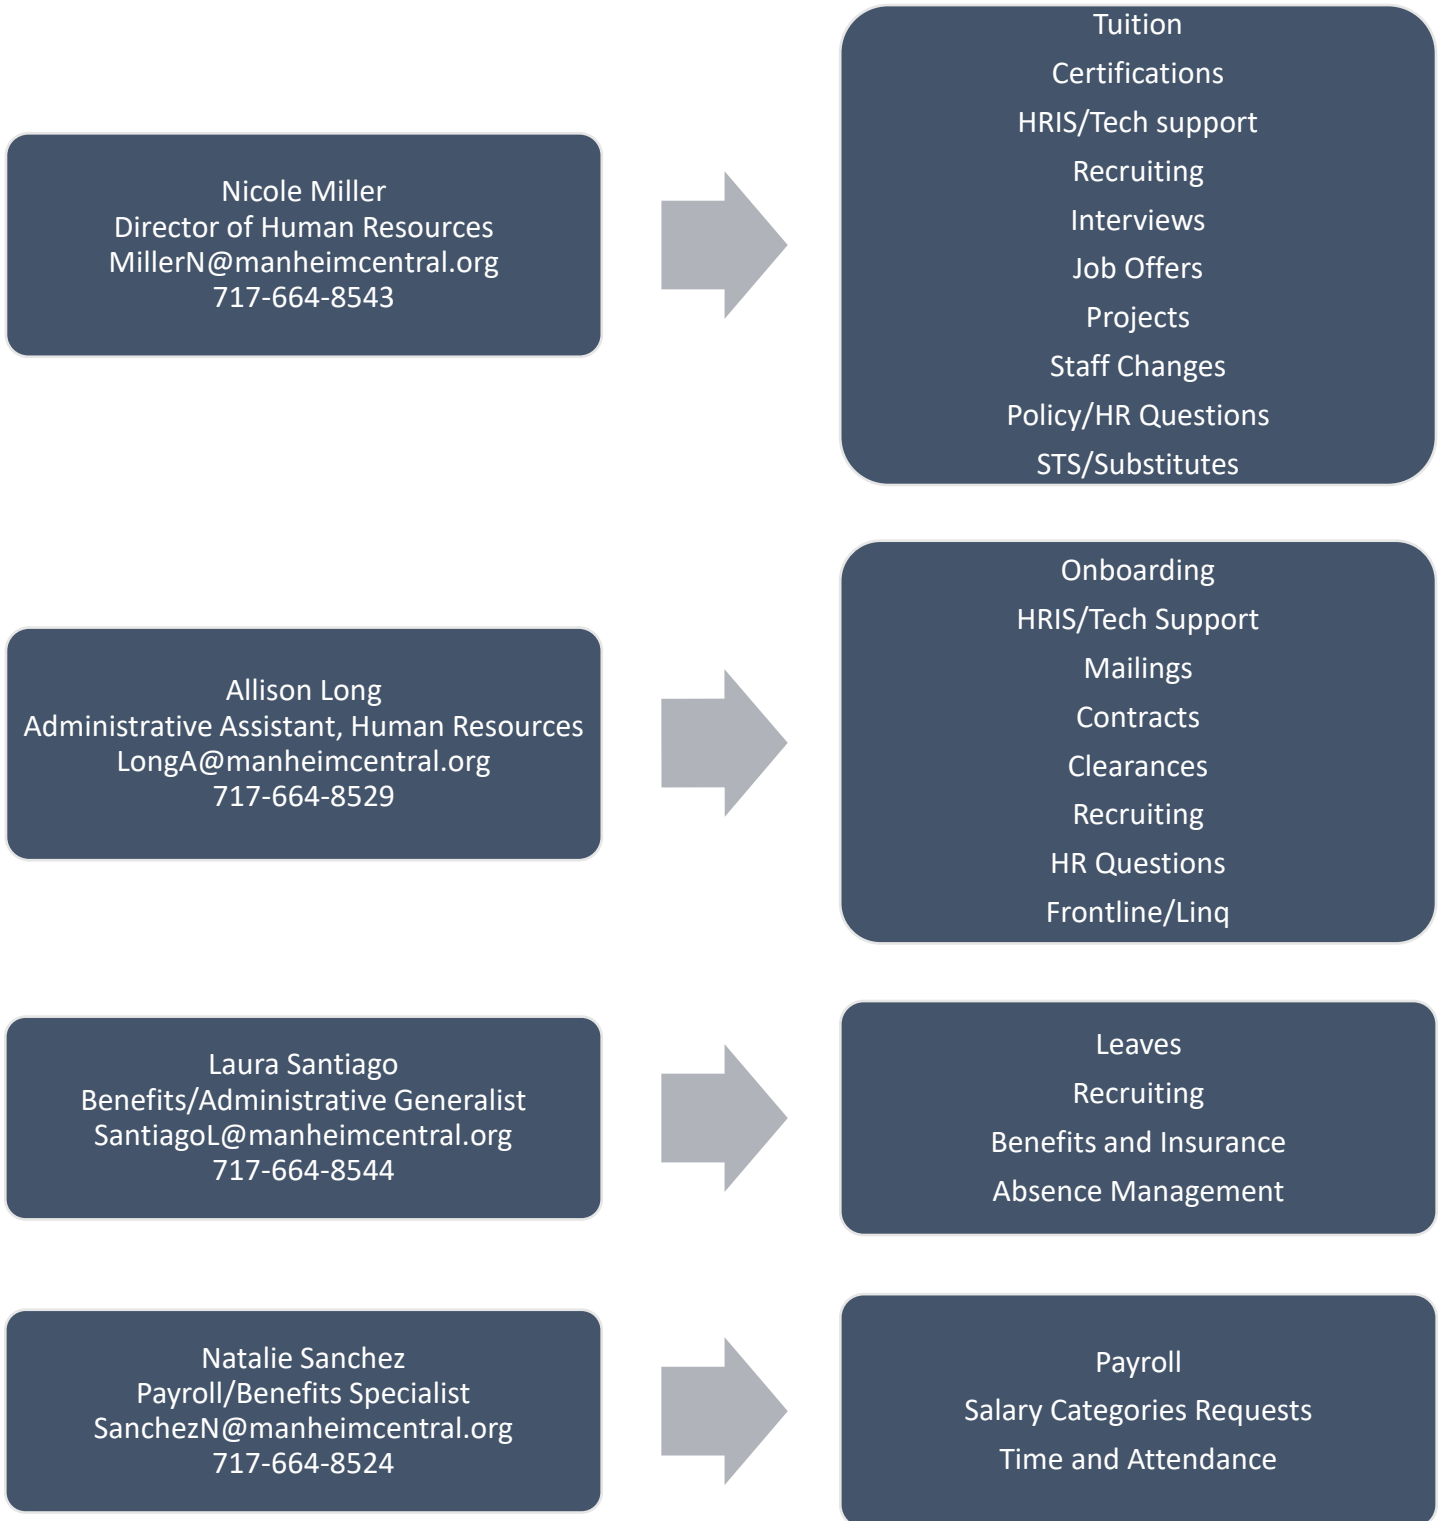 Nicole Miller
Director of Human Resources
MillerN@manheimcentral.org
717-664-8543
Tuition
Certifications
HRIS/Tech support
Recruiting
Interviews
Job Offers
Projects
Staff Changes
Policy/HR Questions
STS/Substitutes
Allison Long
Administrative Assistant, Human Resources
LongA@manheimcentral.org
717-664-8529
Onboarding
HRIS/Tech Support
Mailings
Contracts
Clearances
Recruiting
HR Questions
Frontline/Linq
Laura Santiago
Benefits/Administrative Generalist
SantiagoL@manheimcentral.org
717-664-8544
Leaves
Recruiting
Benefits and Insurance
Absence Management
Natalie Sanchez
Payroll/Benefits Specialist
SanchezN@manheimcentral.org
717-664-8524
Payroll
Salary Categories Requests
Time and Attendance